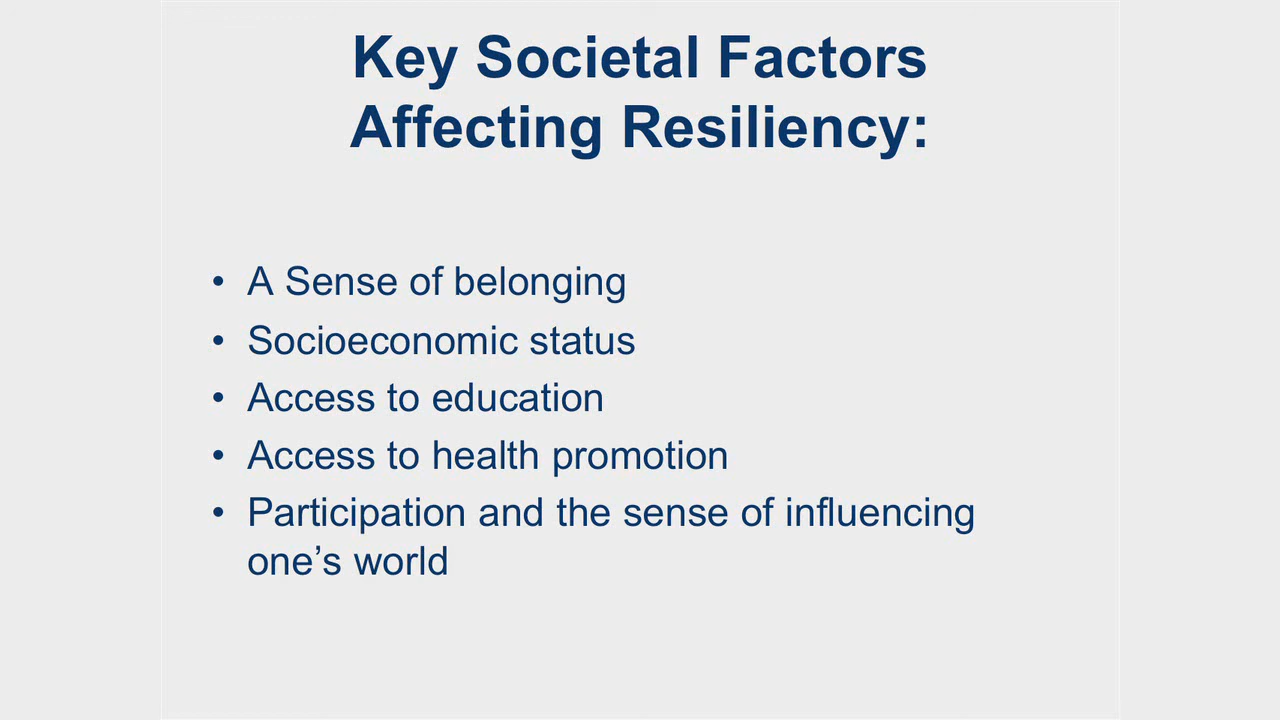 Key Societal Factors
Affecting Resiliency:
• A Sense of belonging
• Socioeconomic status
• Access to education
• Access to health promotion
• Participation and the sense of influencing
one’s world